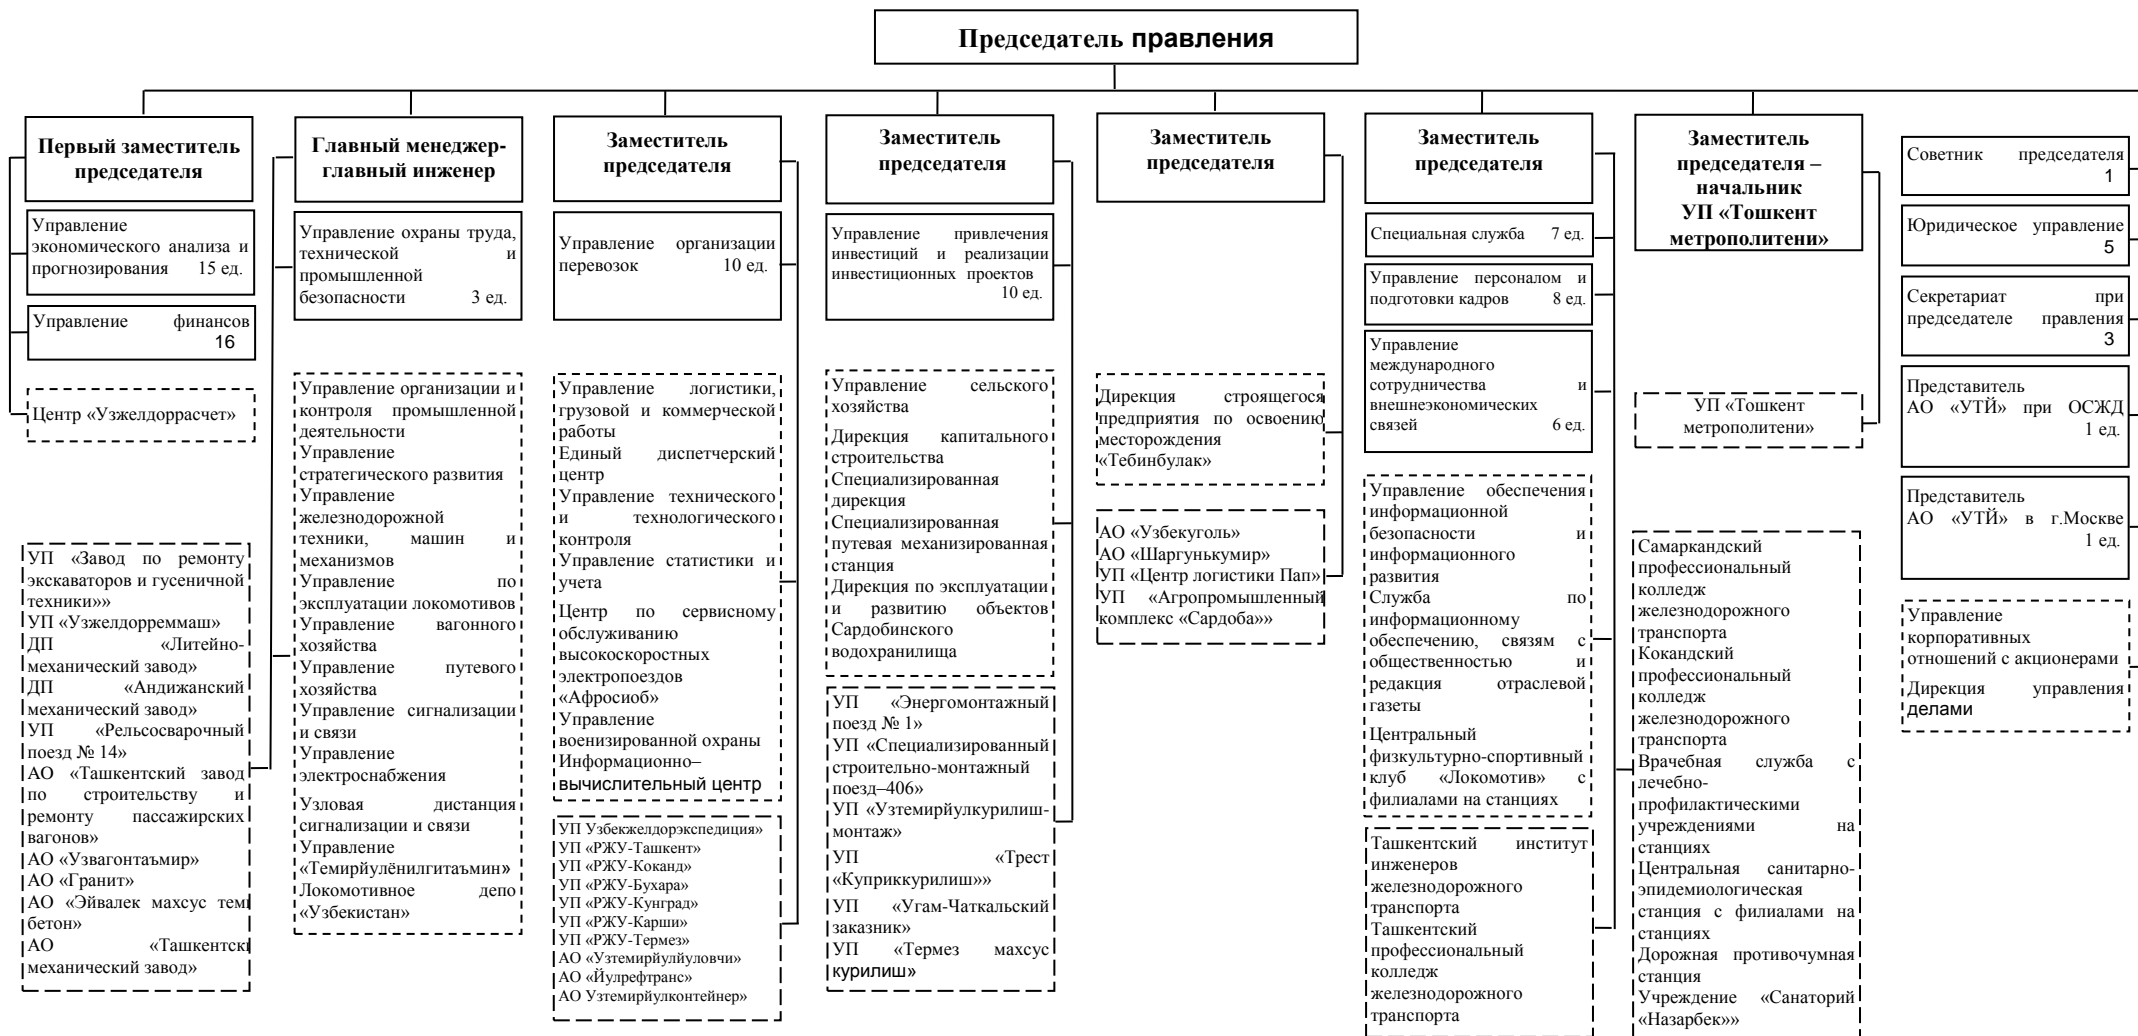 Председатель правления
Первый заместитель
председателя
Управление
экономического анализа и
прогнозирования 15 ед.
Управление финансов
16
Центр «Узжелдоррасчет»
УП «Завод по ремонту
экскаваторов и гусеничной
техники»»
УП «Узжелдорреммаш»
ДП «Литейно-
механический завод»
ДП «Андижанский
механический завод»
УП «Рельсосварочный
поезд № 14»
АО «Ташкентский завод
по строительству и
ремонту пассажирских
вагонов»
АО «Узвагонтаъмир»
АО «Гранит»
АО «Эйвалек махсус тем
бетон»
АО «Ташкентск
механический завод»
Главный менеджер-
главный инженер
Управление охраны труда,
технической и
промышленной
безопасности 3 ед.
Управление организации и
контроля промышленной
деятельности
Управление
стратегического развития
Управление
железнодорожной
техники, машин и
механизмов
Управление по
эксплуатации локомотивов
Управление вагонного
хозяйства
Управление путевого
хозяйства
Управление сигнализации
и связи
Управление
электроснабжения
Узловая дистанция
сигнализации и связи
Управление
«Темирйулёнилгитаъмин»
Локомотивное депо
«Узбекистан»
Заместитель
председателя
Управление организации
перевозок 10 ед.
Управление логистики,
грузовой и коммерческой
работы
Единый диспетчерский
центр
Управление технического
и технологического
контроля
Управление статистики и
учета
Центр по сервисному
обслуживанию
высокоскоростных
электропоездов
«Афросиоб»
Управление
военизированной охраны
Информационно–
вычислительный центр
УП Узбекжелдорэкспедиция»
УП «РЖУ-Ташкент»
УП «РЖУ-Коканд»
УП «РЖУ-Бухара»
УП «РЖУ-Кунград»
УП «РЖУ-Карши»
УП «РЖУ-Термез»
АО «Узтемирйулйуловчи»
АО «Йулрефтранс»
АО Узтемирйулконтейнер»
Заместитель
председателя
Управление привлечения
инвестиций и реализации
инвестиционных проектов
10 ед.
Управление сельского
хозяйства
Дирекция капитального
строительства
Специализированная
дирекция
Специализированная
путевая механизированная
станция
Дирекция по эксплуатации
и развитию объектов
Сардобинского
водохранилища
УП «Энергомонтажный
поезд № 1»
УП «Специализированный
строительно-монтажный
поезд–406»
УП «Узтемирйулкурилиш-
монтаж»
УП «Трест
«Куприккурилиш»»
УП «Угам-Чаткальский
заказник»
УП «Термез махсус
курилиш»
Заместитель
председателя
Дирекция строящегося
предприятия по освоению
месторождения
«Тебинбулак»
АО «Узбекуголь»
АО «Шаргунькумир»
УП «Центр логистики Пап»
УП «Агропромышленный
комплекс «Сардоба»»
Заместитель
председателя
Специальная служба 7 ед.
Управление персоналом и
подготовки кадров 8 ед.
Управление
международного
сотрудничества и
внешнеэкономических
связей 6 ед.
Управление обеспечения
информационной
безопасности и
информационного
развития
Служба по
информационному
обеспечению, связям с
общественностью и
редакция отраслевой
газеты
Центральный
физкультурно-спортивный
клуб «Локомотив» с
филиалами на станциях
Ташкентский институт
инженеров
железнодорожного
транспорта
Ташкентский
профессиональный
колледж
железнодорожного
транспорта
Заместитель
председателя –
начальник
УП «Тошкент
метрополитени»
УП «Тошкент
метрополитени»
Самаркандский
профессиональный
колледж
железнодорожного
транспорта
Кокандский
профессиональный
колледж
железнодорожного
транспорта
Врачебная служба с
лечебно-
профилактическими
учреждениями на
станциях
Центральная санитарно-
эпидемиологическая
станция с филиалами на
станциях
Дорожная противочумная
станция
Учреждение «Санаторий
«Назарбек»»
Советник председателя
1
Юридическое управление
5
Секретариат при
председателе правления
3
Представитель
АО «УТЙ» при ОСЖД
1 ед.
Представитель
АО «УТЙ» в г.Москве
1 ед.
Управление
корпоративных
отношений с акционерами
Дирекция управления
делами